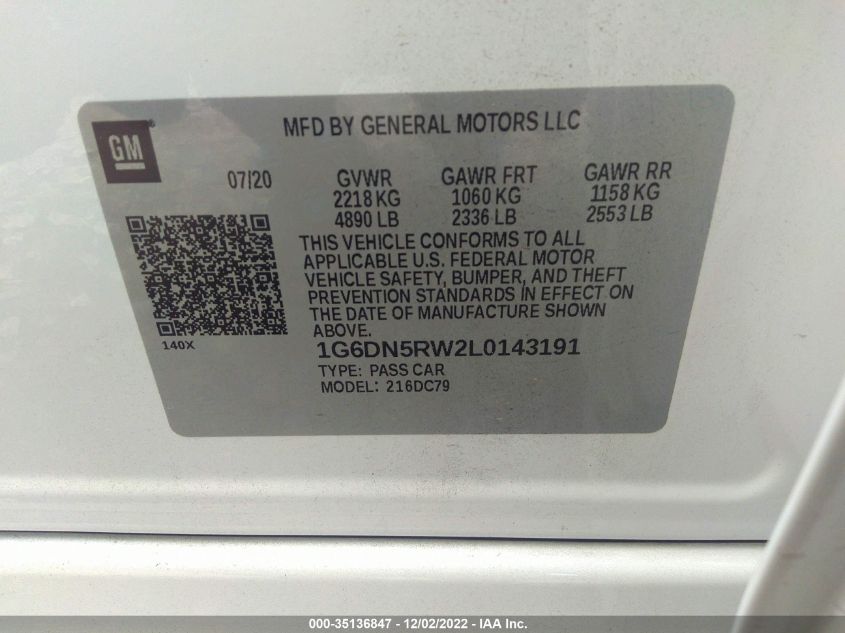 GM
MFD BY GENERAL MOTORS LLC
07/20 GVWR GAWR FRT GAWR RR
2218 KG 1060 KG 1158 KG
4890 LB 2336 LB 2553 LB
THIS VEHICLE CONFORMS TO ALL
APPLICABLE U.S. FEDERAL MOTOR
VEHICLE SAFETY, BUMPER, AND THEFT
PREVENTION STANDARDS IN EFFECT ON
THE DATE OF MANUFACTURE SHOWN
ABOVE.
140X
1G6DN5RW2L0143191
TYPE: PASS CAR
MODEL: 216DC79
000-35136847 - 12/02/2022 - IAA Inc.